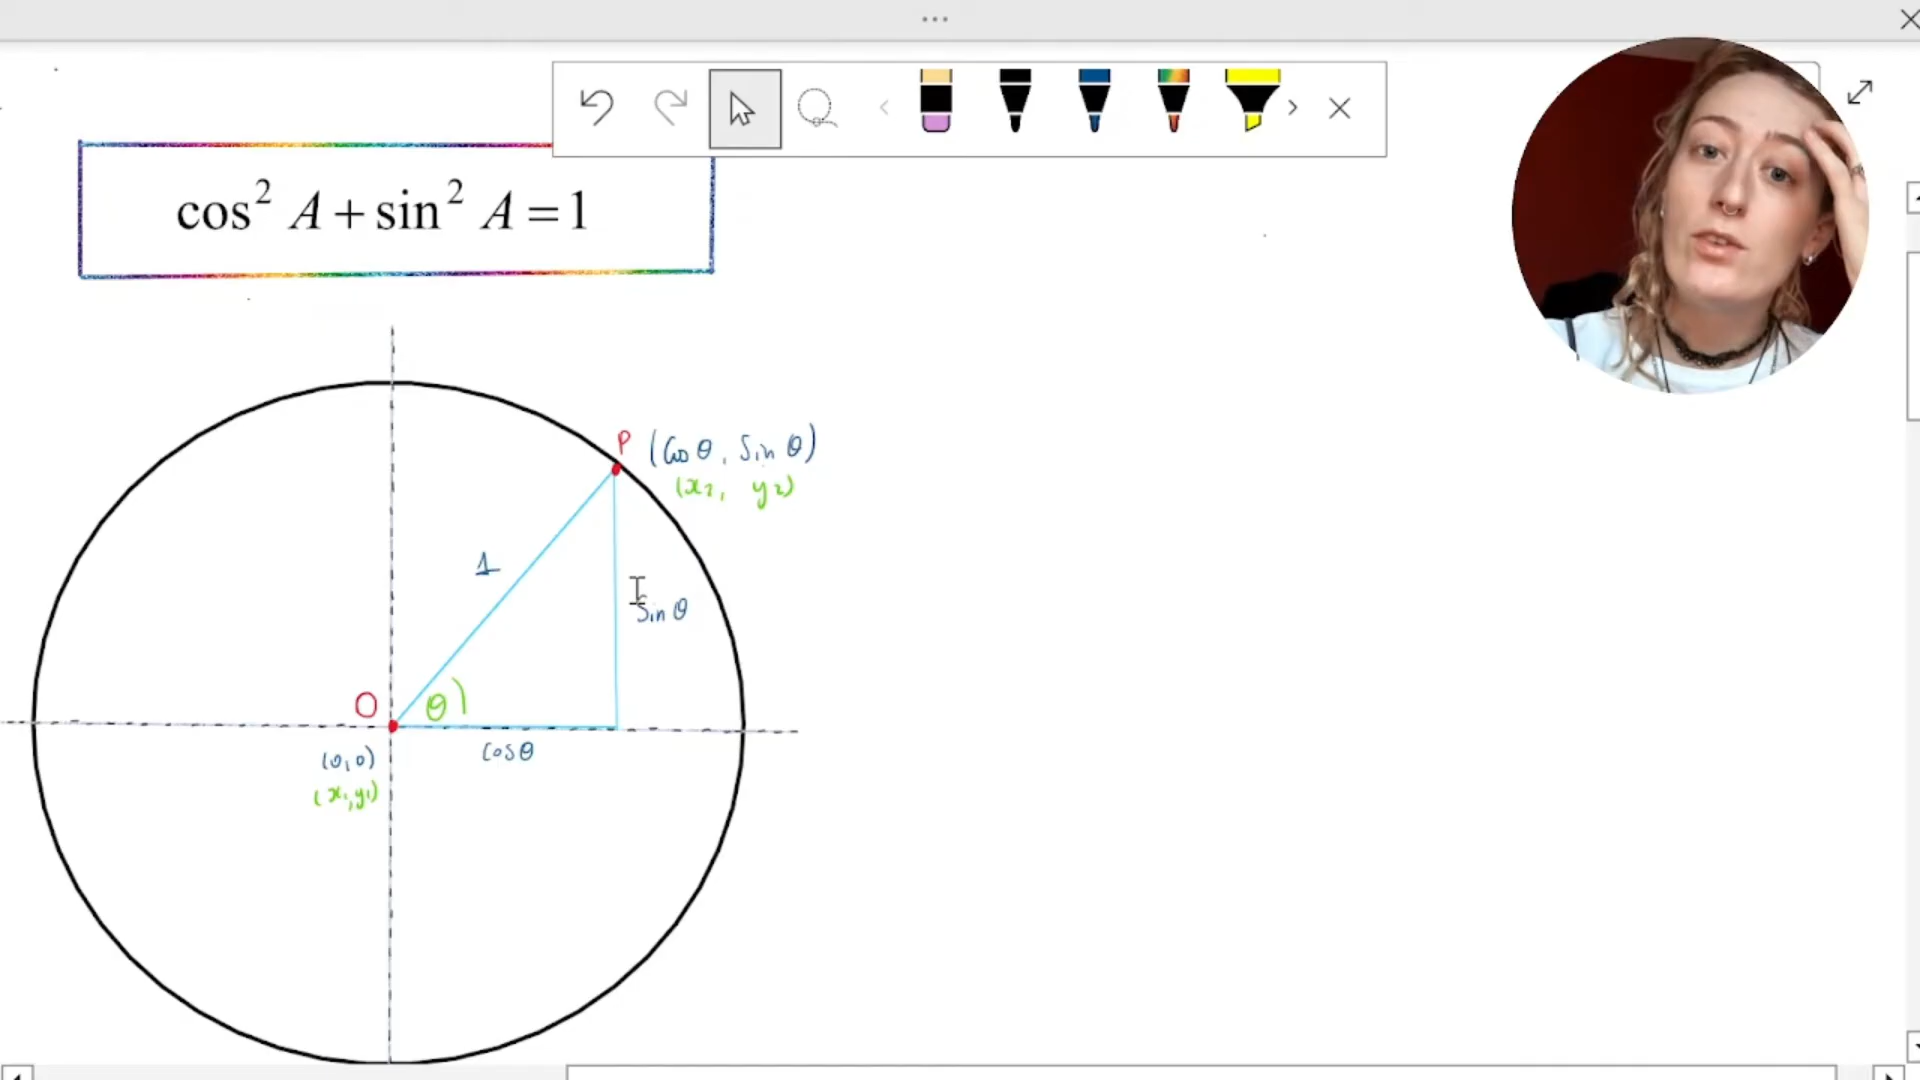 cos² A + sin² A = 1
P (Cos θ, Sin θ)
(x₂, y₂)
1
Sin θ
O
θ
Cos θ
(0,0)
(x₁,y₁)